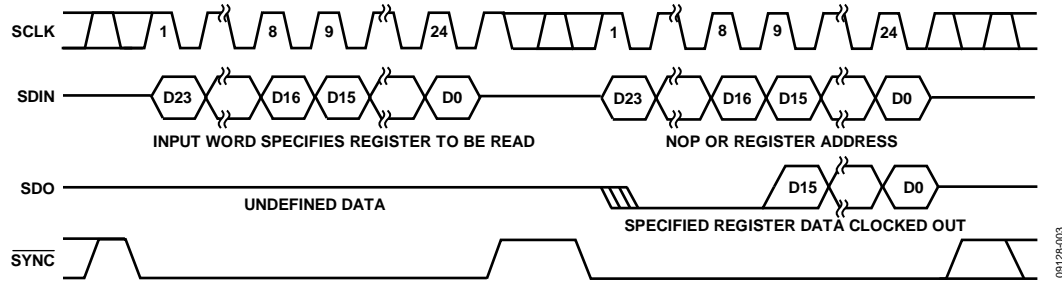 SCLK 1 8 9 24 1 8 9 24
SDIN D23 D16 D15 D0 D23 D16 D15 D0
INPUT WORD SPECIFIES REGISTER TO BE READ NOP OR REGISTER ADDRESS
SDO D15 D0
UNDEFINED DATA
SPECIFIED REGISTER DATA CLOCKED OUT
SYNC
09128-003